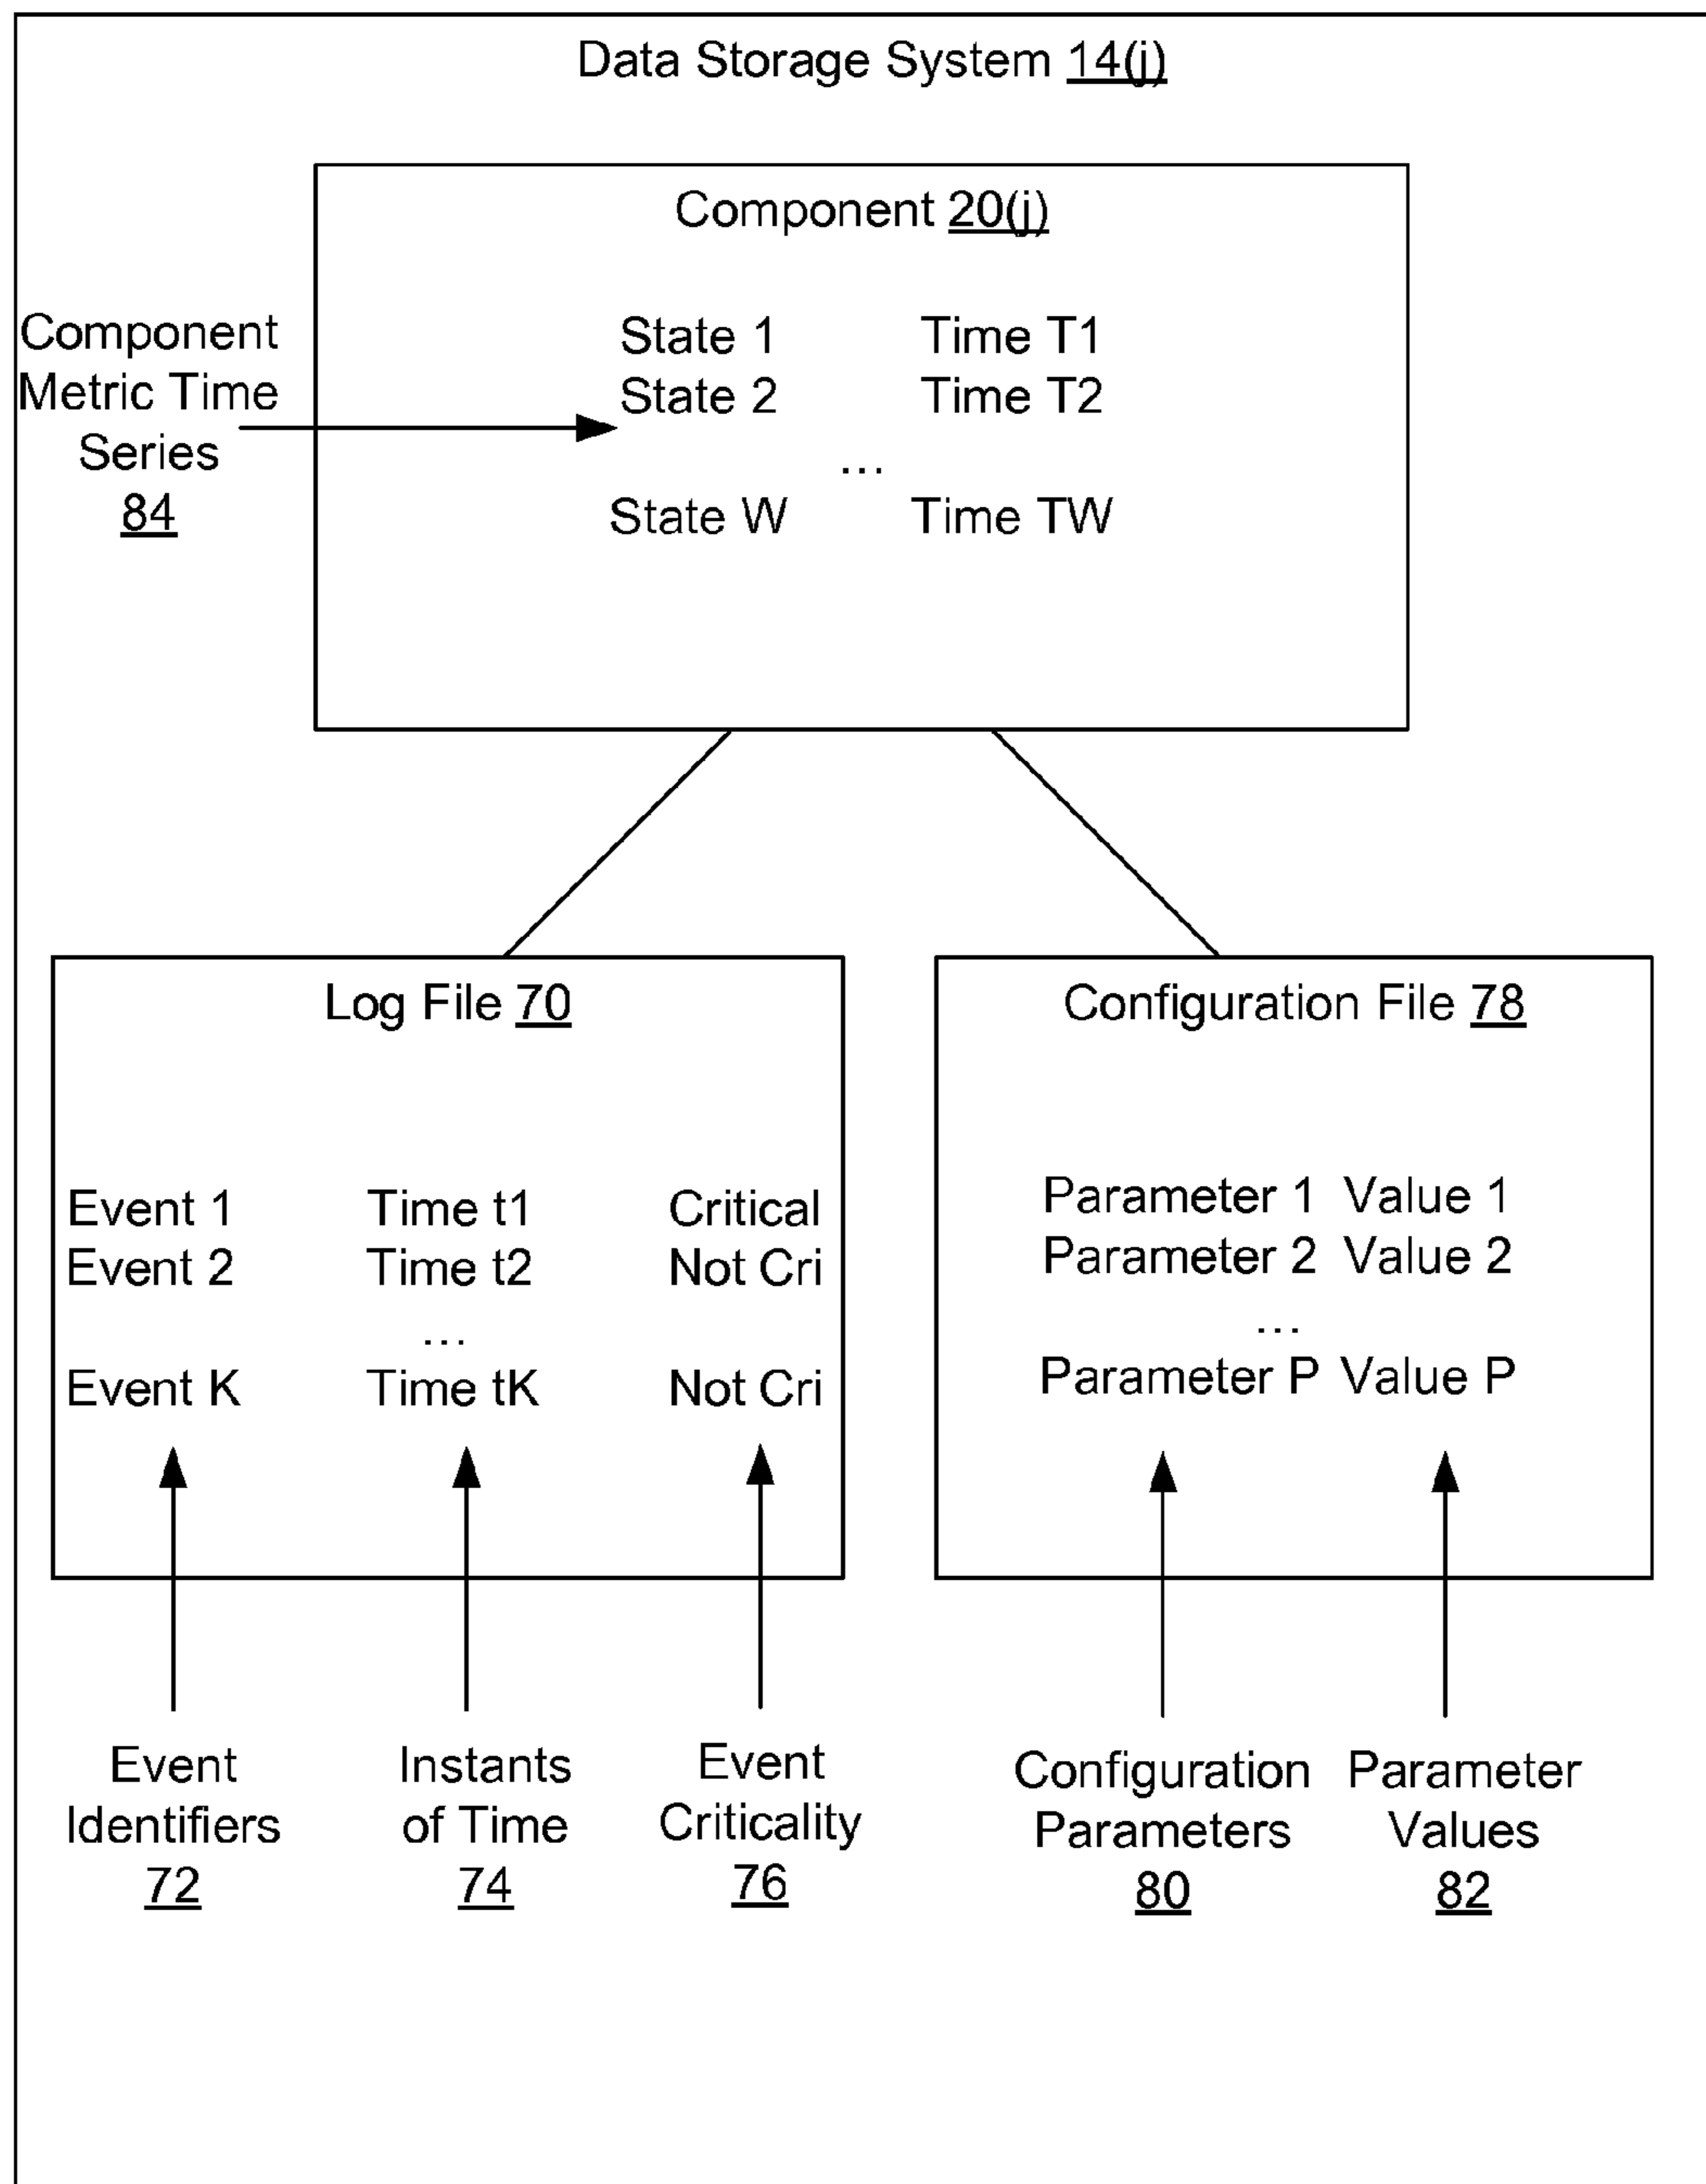 Data Storage System 14(j)
Component 20(j)
Component
Metric Time
Series
84
State 1 Time T1
State 2 Time T2
...
State W Time TW
Log File 70
Event 1 Time t1 Critical
Event 2 Time t2 Not Cri
...
Event K Time tK Not Cri
Event
Identifiers
72
Instants
of Time
74
Event
Criticality
76
Configuration File 78
Parameter 1 Value 1
Parameter 2 Value 2
...
Parameter P Value P
Configuration
Parameters
80
Parameter
Values
82